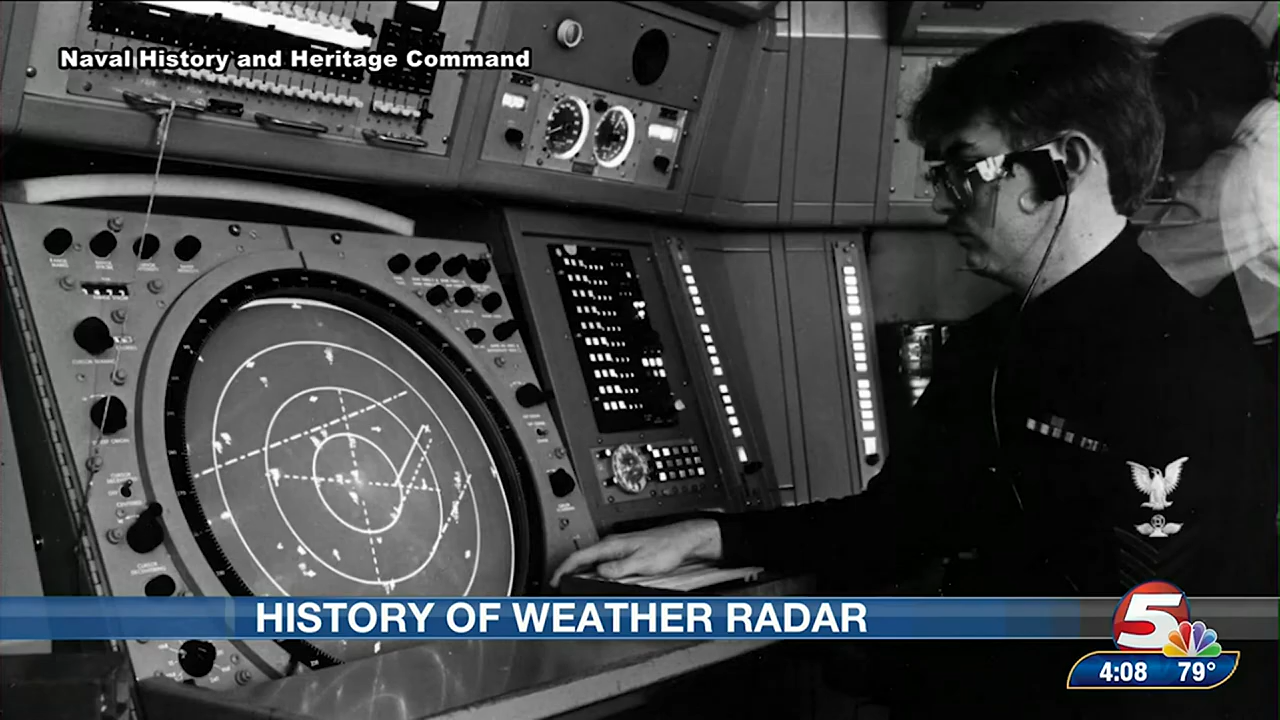 Naval History and Heritage Command
HISTORY OF WEATHER RADAR
5
4:08 79°